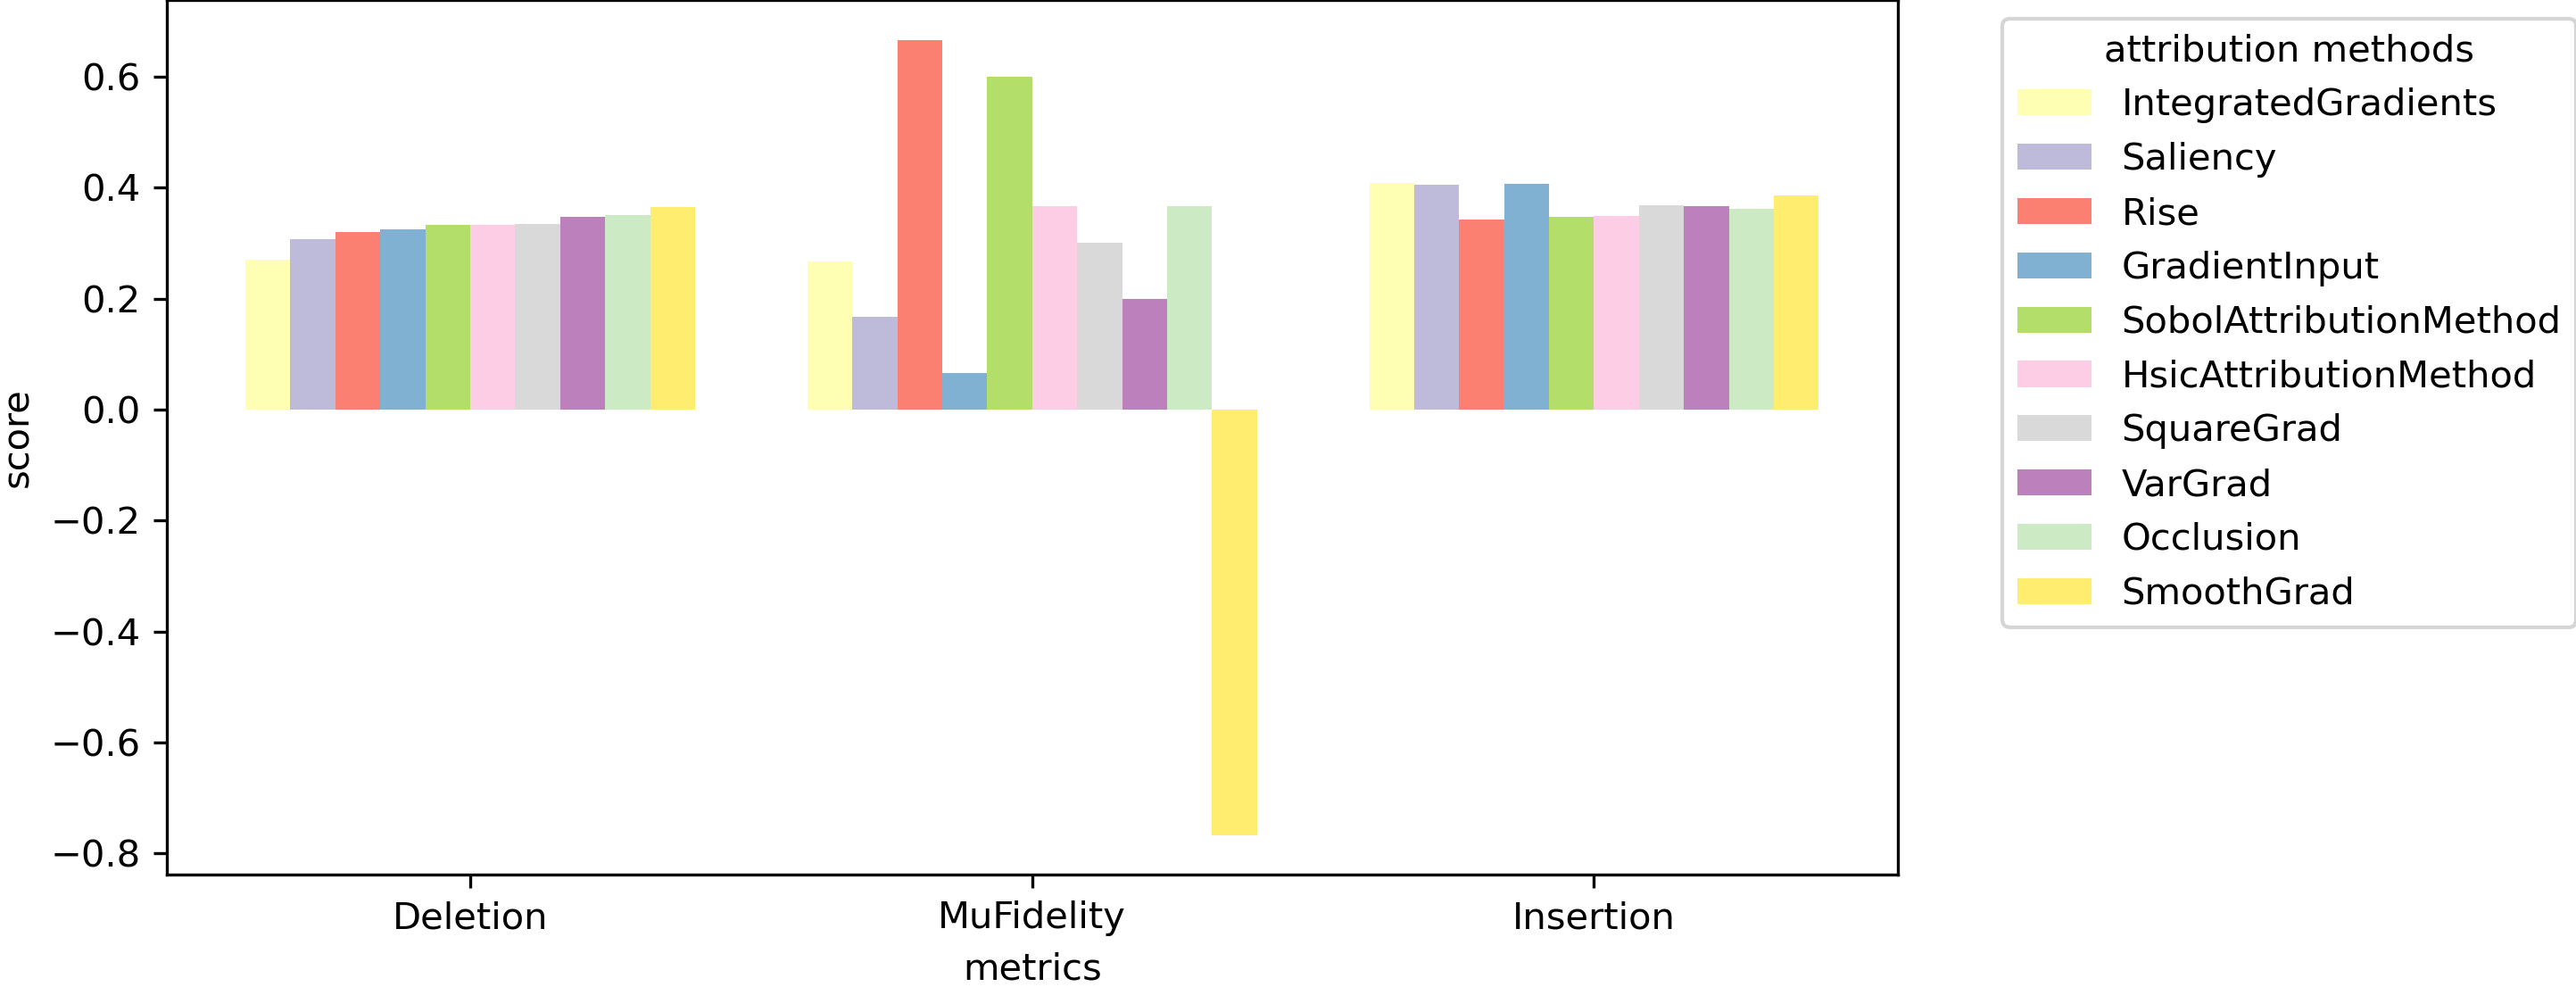 0.6
0.4
0.2
0.0
−0.2
−0.4
−0.6
−0.8
score
Deletion
MuFidelity
Insertion
metrics
attribution methods
IntegratedGradients
Saliency
Rise
GradientInput
SobolAttributionMethod
HsicAttributionMethod
SquareGrad
VarGrad
Occlusion
SmoothGrad